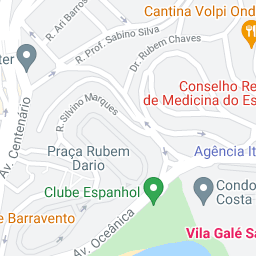 Cantina Volpi Ond
R. Ari Barros
R. Prof. Sabino Silva
Dr. Rubem Chaves
ter
Conselho Re
de Medicina do Es
R. Silvino Marques
Av. Centenário
Praça Rubem
Dario
Agência It
Clube Espanhol
Condo
Costa
e Barravento
Av. Oceânica
Vila Galé Sa